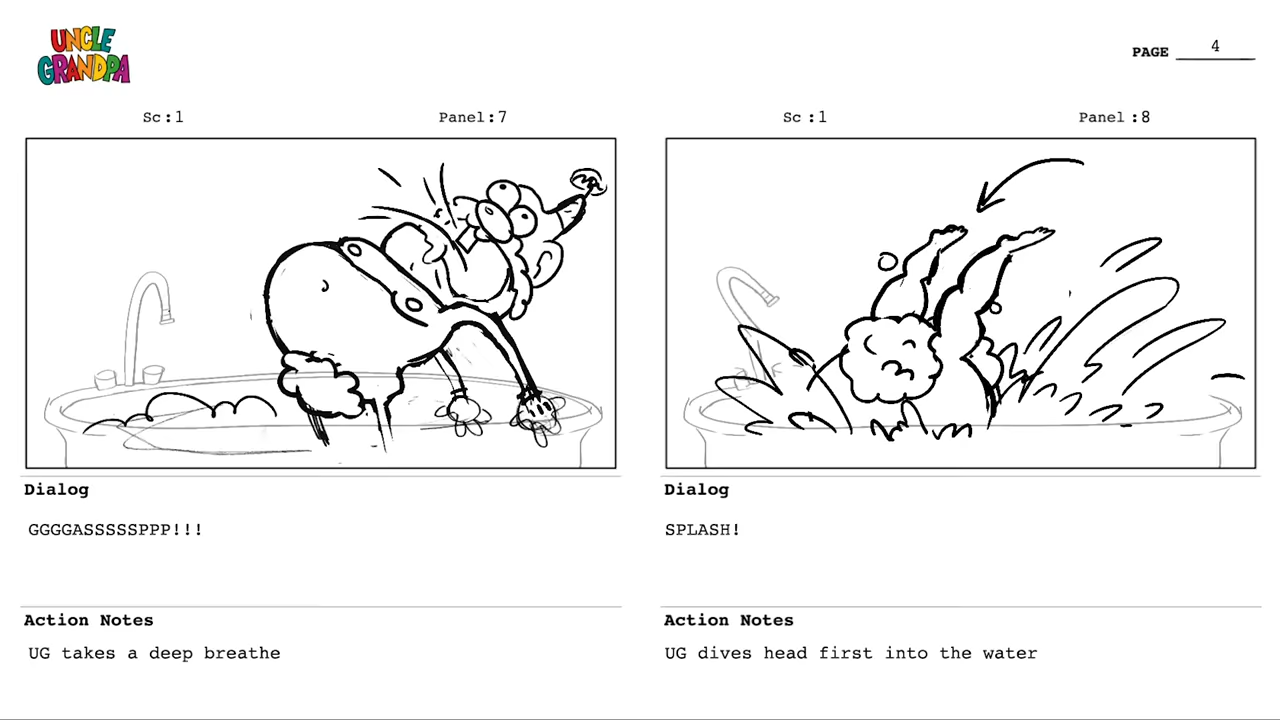 UNCLE
GRANDPA
PAGE 4
Sc:1 Panel:7
Sc:1 Panel:8
Dialog
GGGGASSSSSPPP!!!
Action Notes
UG takes a deep breathe
Dialog
SPLASH!
Action Notes
UG dives head first into the water